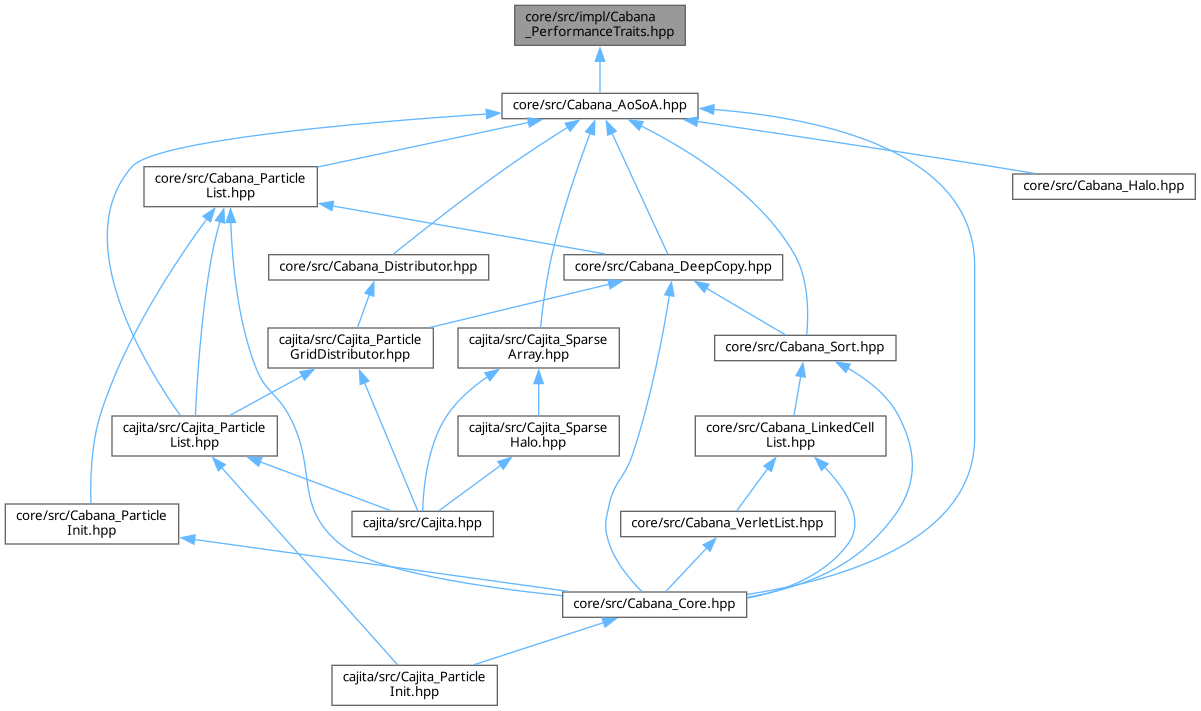 core/src/impl/Cabana
_PerformanceTraits.hpp
core/src/Cabana_AoSoA.hpp
core/src/Cabana_Particle
List.hpp
core/src/Cabana_Halo.hpp
core/src/Cabana_Distributor.hpp
core/src/Cabana_DeepCopy.hpp
cajita/src/Cajita_Particle
GridDistributor.hpp
cajita/src/Cajita_Sparse
Array.hpp
core/src/Cabana_Sort.hpp
cajita/src/Cajita_Particle
List.hpp
cajita/src/Cajita_Sparse
Halo.hpp
core/src/Cabana_LinkedCell
List.hpp
core/src/Cabana_Particle
Init.hpp
cajita/src/Cajita.hpp
core/src/Cabana_VerletList.hpp
core/src/Cabana_Core.hpp
cajita/src/Cajita_Particle
Init.hpp